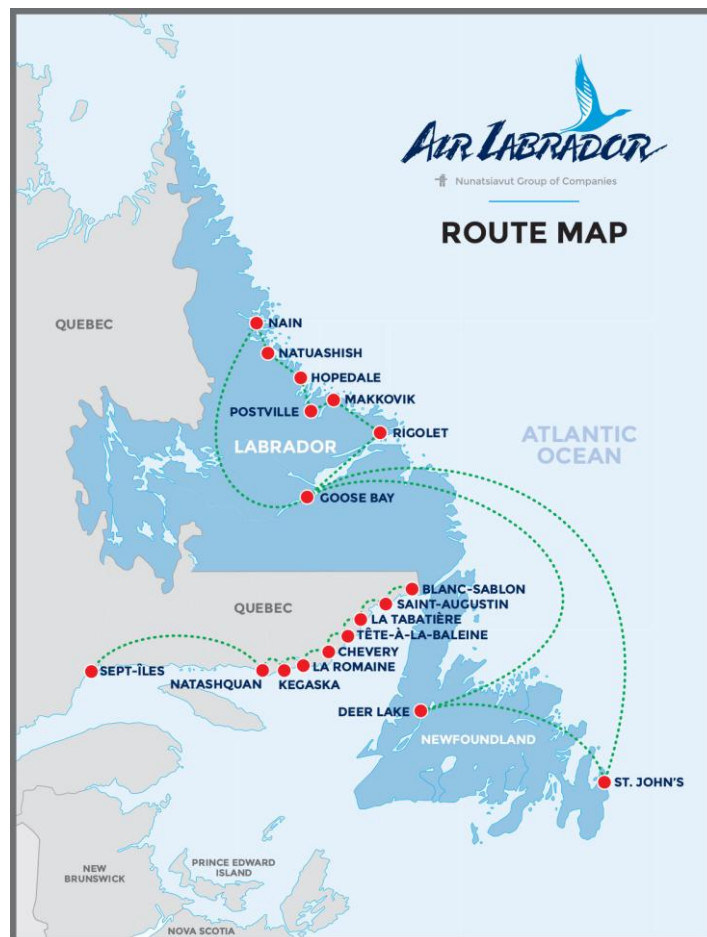 AIR LABRADOR
Nunatsiavut Group of Companies
ROUTE MAP
QUEBEC
NAIN
NATUASHISH
HOPEDALE
MAKKOVIK
POSTVILLE
RIGOLET
LABRADOR
ATLANTIC
OCEAN
GOOSE BAY
BLANC-SABLON
SAINT-AUGUSTIN
QUEBEC
LA TABATIÈRE
TÊTE-À-LA-BALEINE
CHEVERY
LA ROMAINE
SEPT-ÎLES
NATASHQUAN
KEGASKA
DEER LAKE
NEWFOUNDLAND
ST. JOHN'S
PRINCE EDWARD
ISLAND
NEW
BRUNSWICK
NOVA SCOTIA